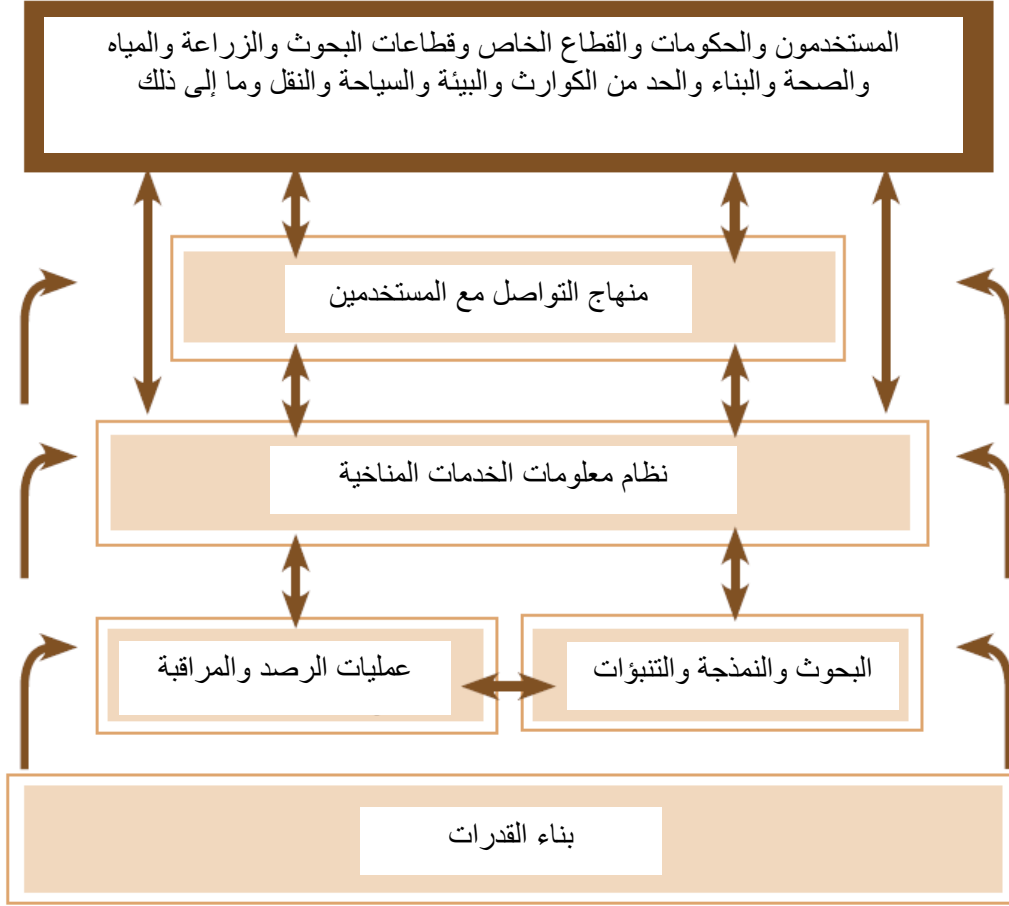 المستخدمون والحكومات والقطاع الخاص وقطاعات البحوث والزراعة والمياه
والصحة والبناء والحد من الكوارث والبيئة والسياحة والنقل وما إلى ذلك
منهاج التواصل مع المستخدمين
نظام معلومات الخدمات المناخية
البحوث والنمذجة والتنبؤات
عمليات الرصد والمراقبة
بناء القدرات